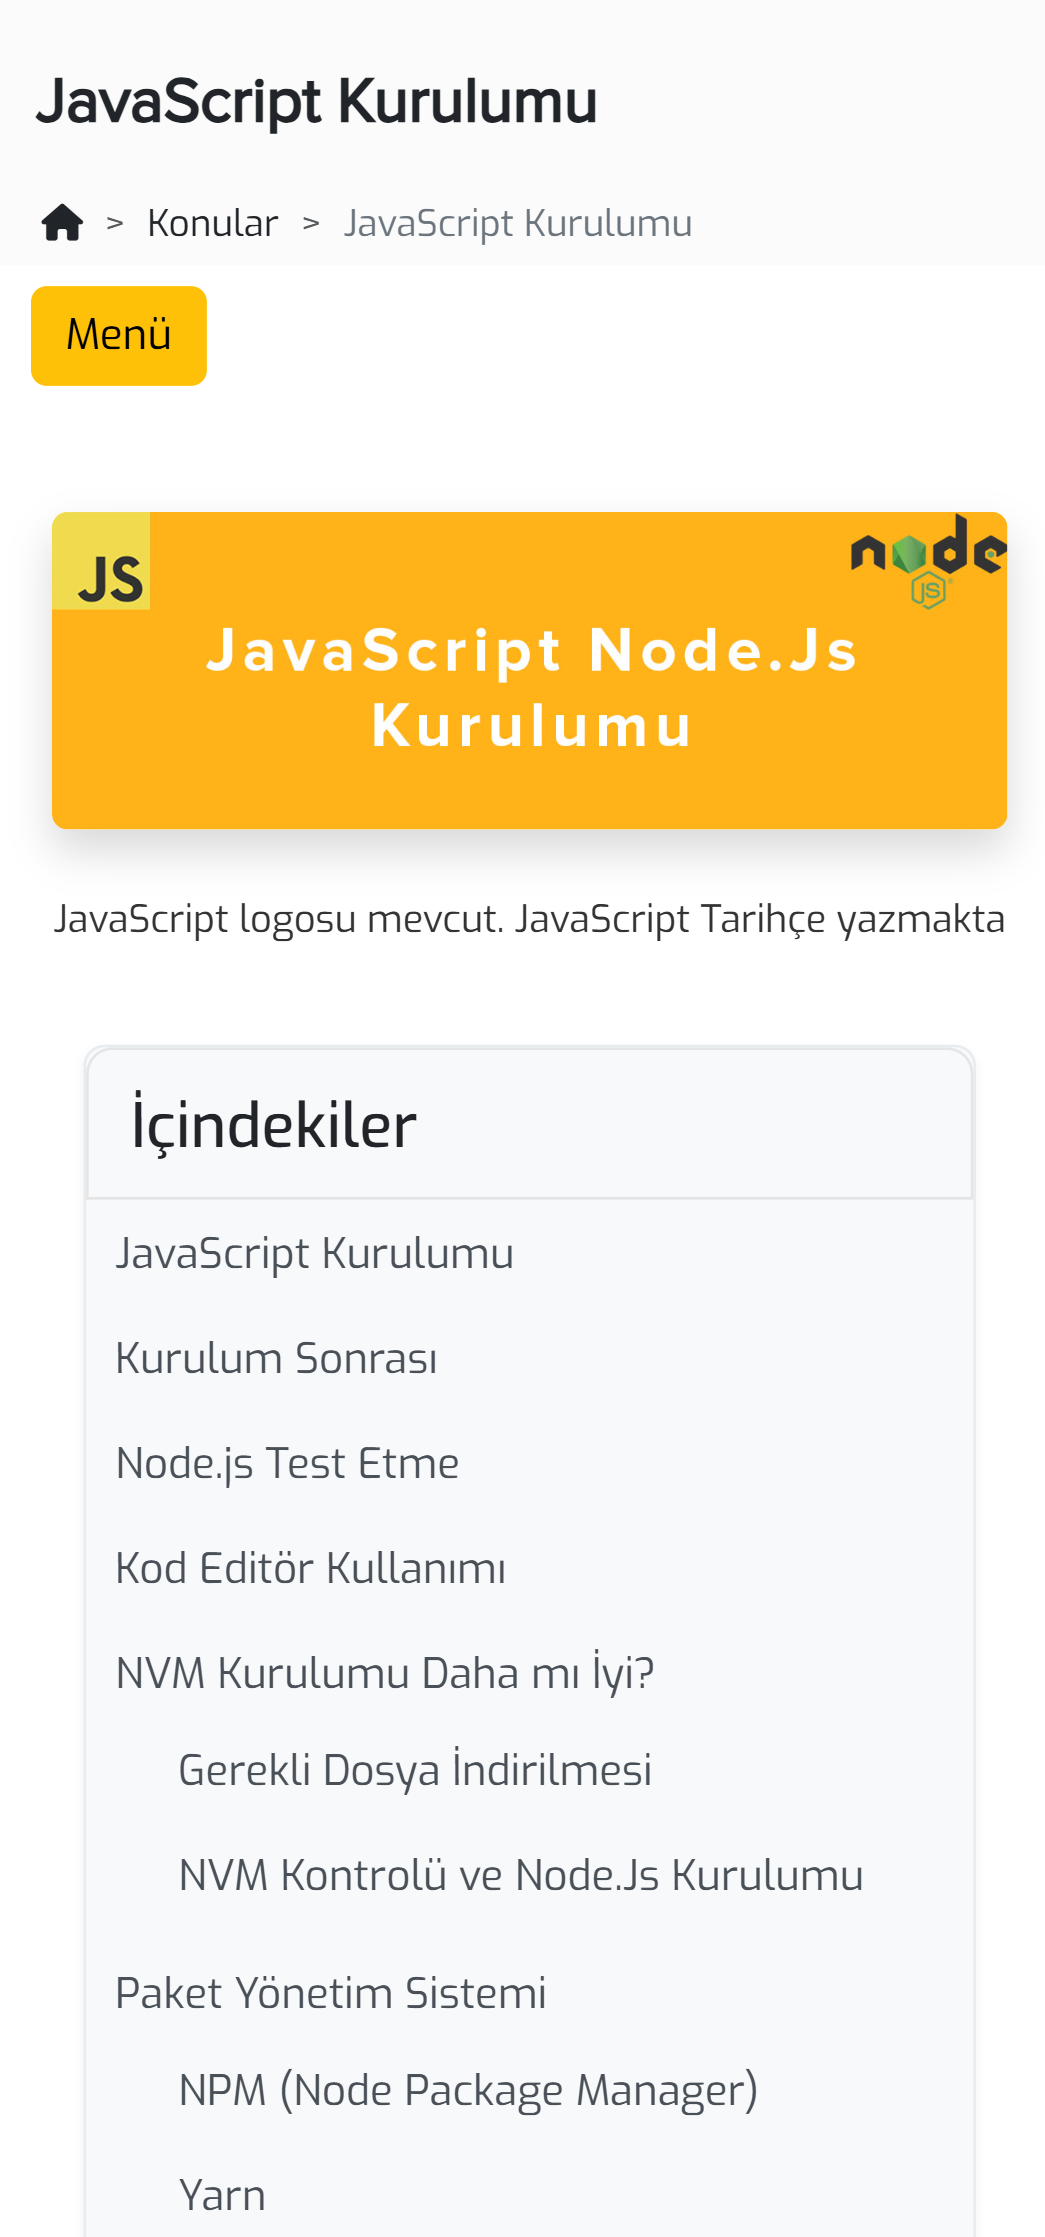 JavaScript Kurulumu
> Konular > JavaScript Kurulumu
Menü
JS
node
JS
JavaScript Node.Js
Kurulumu
JavaScript logosu mevcut. JavaScript Tarihçe yazmakta
İçindekiler
JavaScript Kurulumu
Kurulum Sonrası
Node.js Test Etme
Kod Editör Kullanımı
NVM Kurulumu Daha mı İyi?
Gerekli Dosya İndirilmesi
NVM Kontrolü ve Node.Js Kurulumu
Paket Yönetim Sistemi
NPM (Node Package Manager)
Yarn